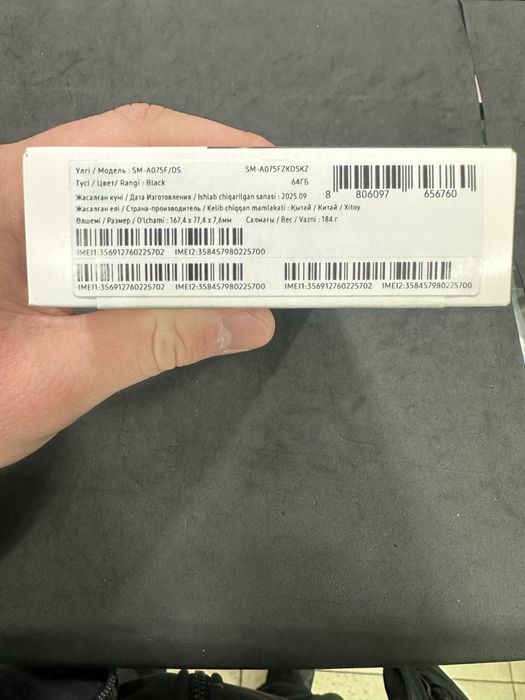 Үлгі / Модель : SM-A075F/DS SM-A075FZKDSKZ
Түсі / Цвет/ Rangi : Black 64ГБ
8 806097 656760
Жасалған күні / Дата Изготовления / Ishlab chiqarilgan sanasi : 2025.09
Жасалған елі / Страна-производитель / Kelib chiqqan mamlakati : Қытай / Китай / Xitoy
Өлшемі / Размер / O'lchami : 167,4 x 77,4 x 7,6мм Салмағы / Вес / Vazni : 184 г
IMEI1:356912760225702 IMEI2:358457980225700
IMEI1:356912760225702 IMEI2:358457980225700 IMEI1:356912760225702 IMEI2:358457980225700